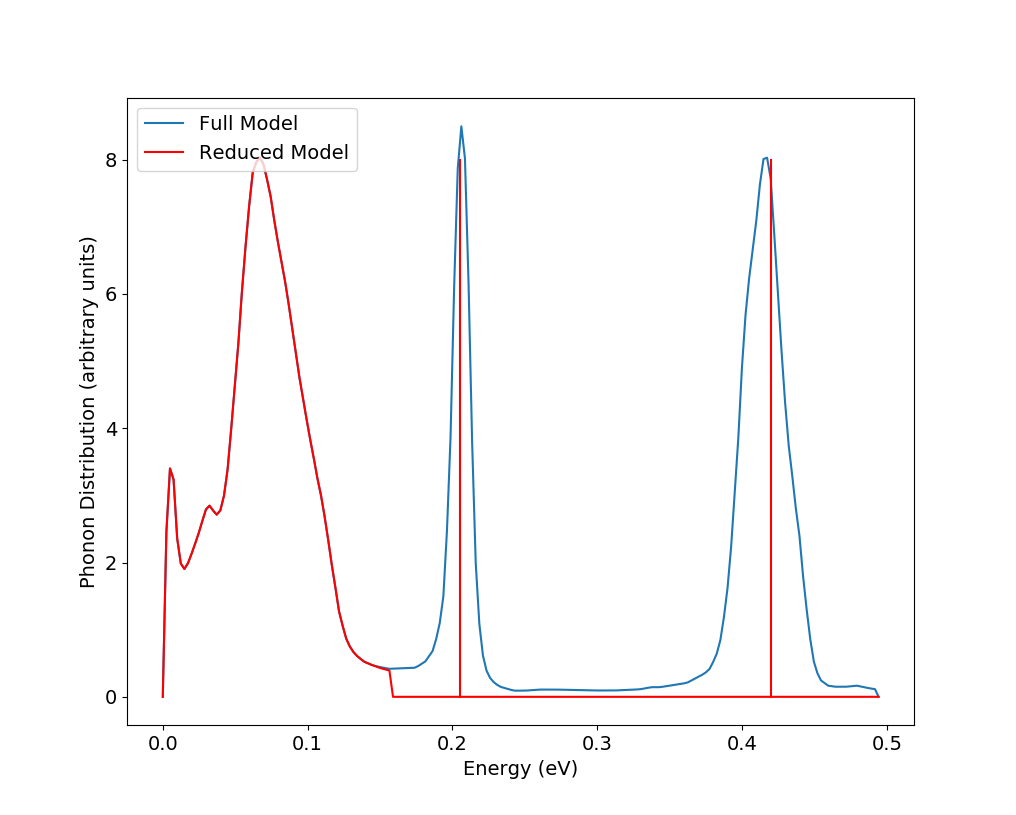 Full Model
Reduced Model
Phonon Distribution (arbitrary units)
8
6
4
2
0
0.0 0.1 0.2 0.3 0.4 0.5
Energy (eV)